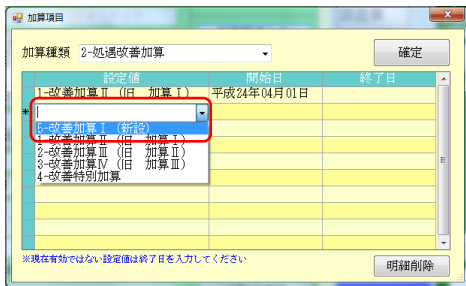 加算項目
加算種類 2-処遇改善加算
確定
設定値 開始日 終了日
1-改善加算Ⅱ（旧 加算Ⅰ） 平成24年04月01日
*
5-改善加算Ⅰ（新設）
1-改善加算Ⅱ（旧 加算Ⅰ）
2-改善加算Ⅲ（旧 加算Ⅱ）
3-改善加算Ⅳ（旧 加算Ⅲ）
4-改善特別加算
※現在有効ではない設定値は終了日を入力してください
明細削除